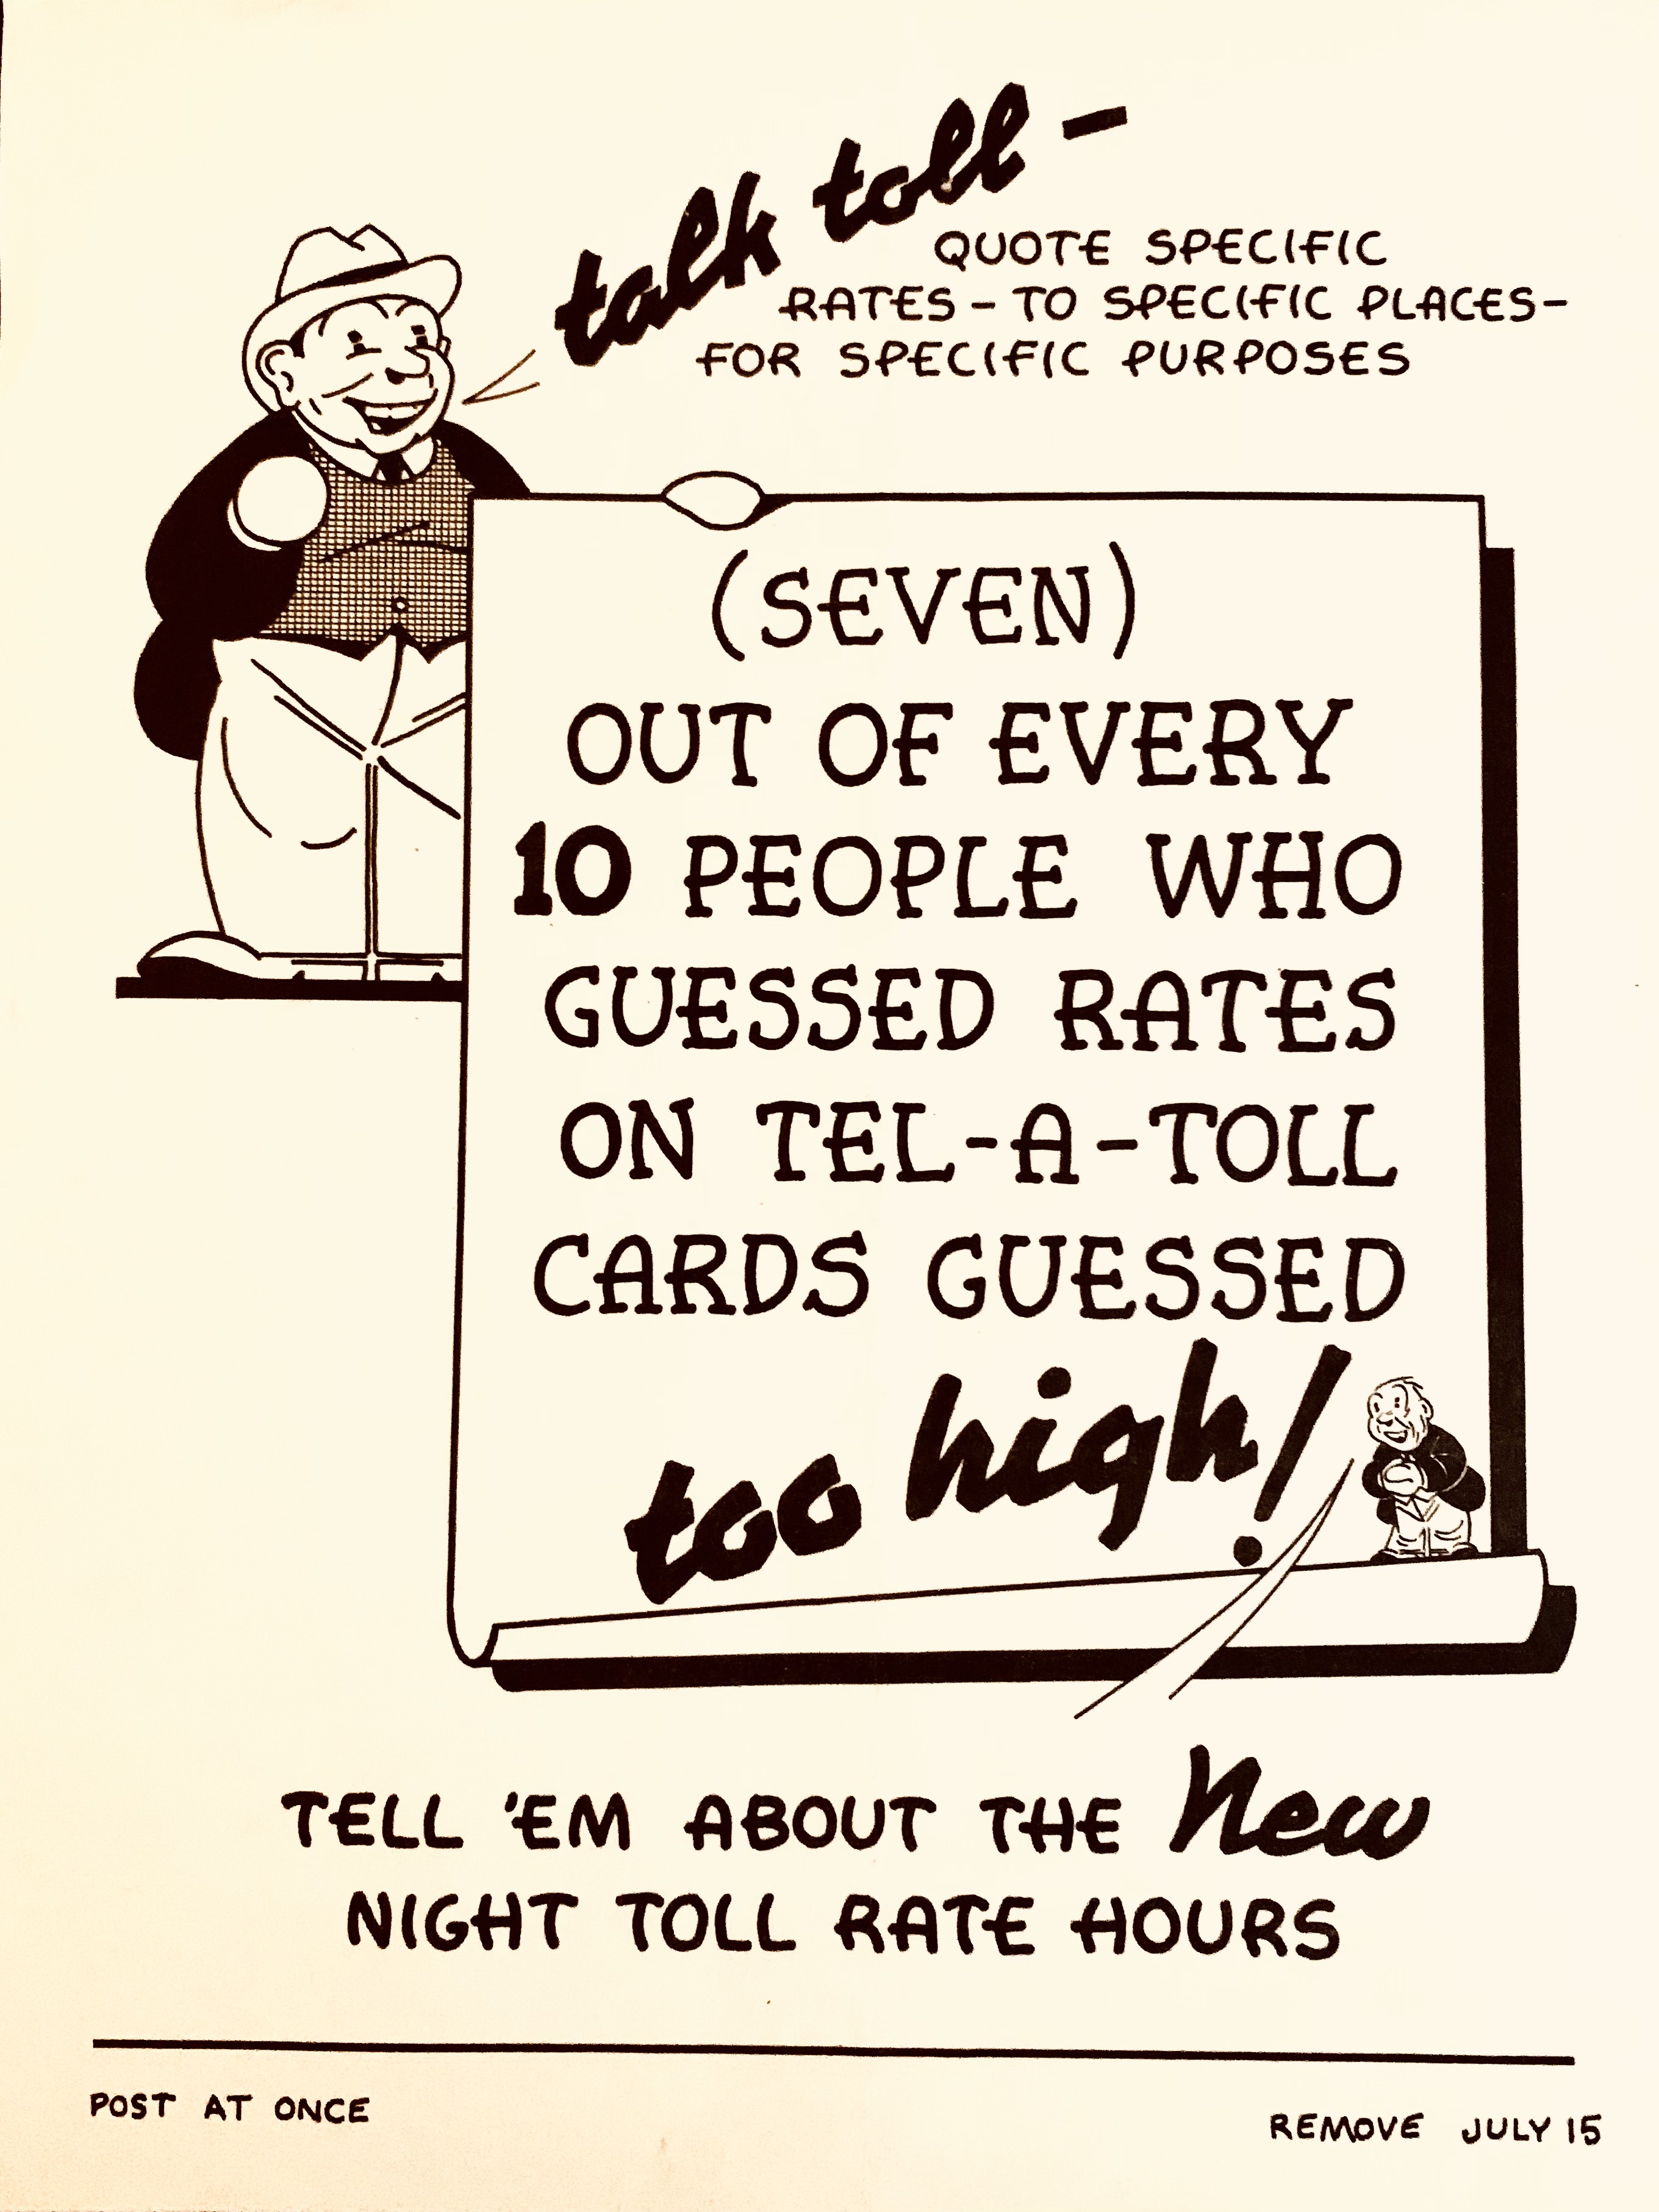 talk toll –
QUOTE SPECIFIC
RATES – TO SPECIFIC PLACES –
FOR SPECIFIC PURPOSES
(SEVEN)
OUT OF EVERY
10 PEOPLE WHO
GUESSED RATES
ON TEL-A-TOLL
CARDS GUESSED
too high!
TELL 'EM ABOUT THE New
NIGHT TOLL RATE HOURS
POST AT ONCE
REMOVE JULY 15